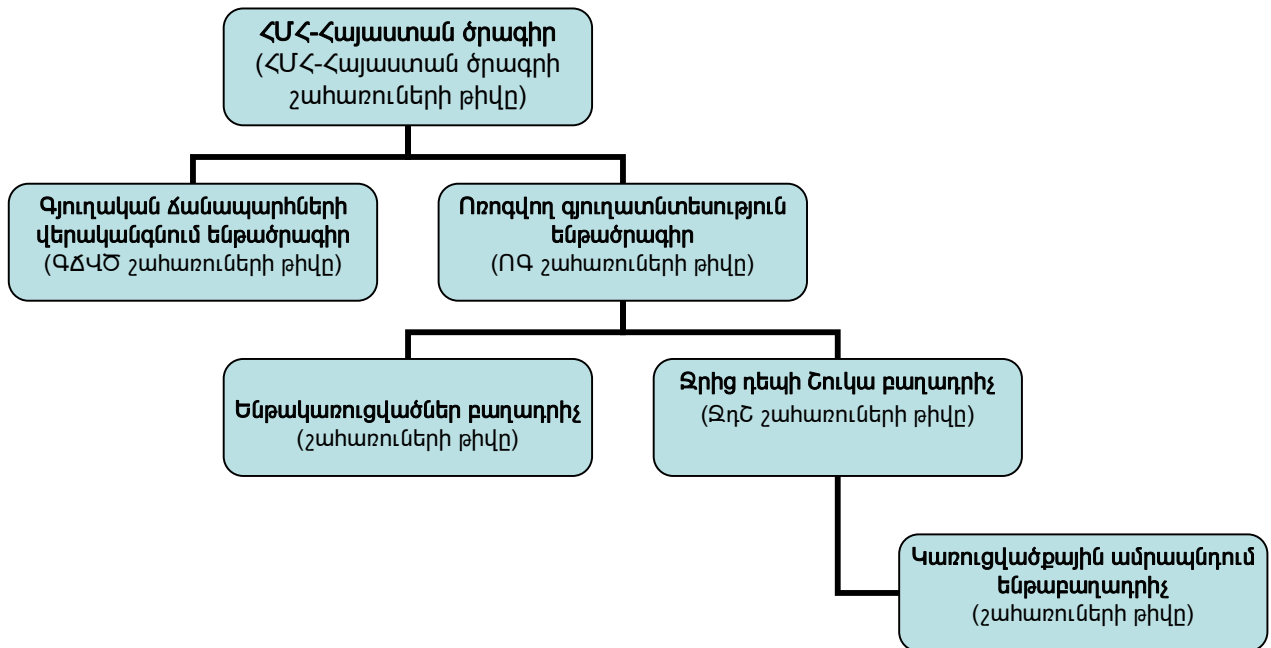 ՀՄՀ-Հայաստան ծրագիր
(ՀՄՀ-Հայաստան ծրագրի
շահառուների թիվը)
Գյուղական ճանապարհների
վերականգնում ենթածրագիր
(ԳՃՎԾ շահառուների թիվը)
Ոռոգվող գյուղատնտեսություն
ենթածրագիր
(ՈԳ շահառուների թիվը)
Ենթակառուցվածներ բաղադրիչ
(շահառուների թիվը)
Ջրից դեպի Շուկա բաղադրիչ
(ՋդՇ շահառուների թիվը)
Կառուցվածքային ամրապնդում
ենթաբաղադրիչ
(շահառուների թիվը)